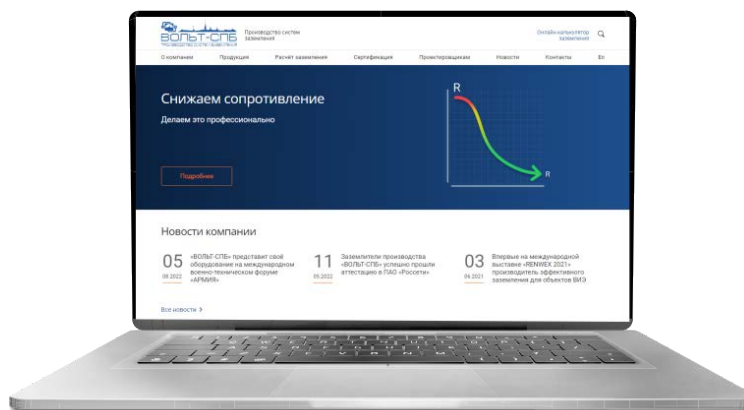 ВОЛЬТ-СПБ
Производство систем
заземления
Онлайн-калькулятор
заземления
О компании Продукция Расчёт заземления Сертификация Проектировщикам Новости Контакты En
Снижаем сопротивление
Делаем это профессионально
Подробнее
R
R
Новости компании
05
08.2022
«ВОЛЬТ-СПБ» представит своё
оборудование на международном
военно-техническом форуме
«АРМИЯ»
11
05.2022
Заземлители производства
«ВОЛЬТ-СПБ» успешно прошли
аттестацию в ПАО «Россети»
03
04.2021
Впервые на международной
выставке «RENWEX 2021»
производитель эффективного
заземления для объектов ВИЭ
Все новости >